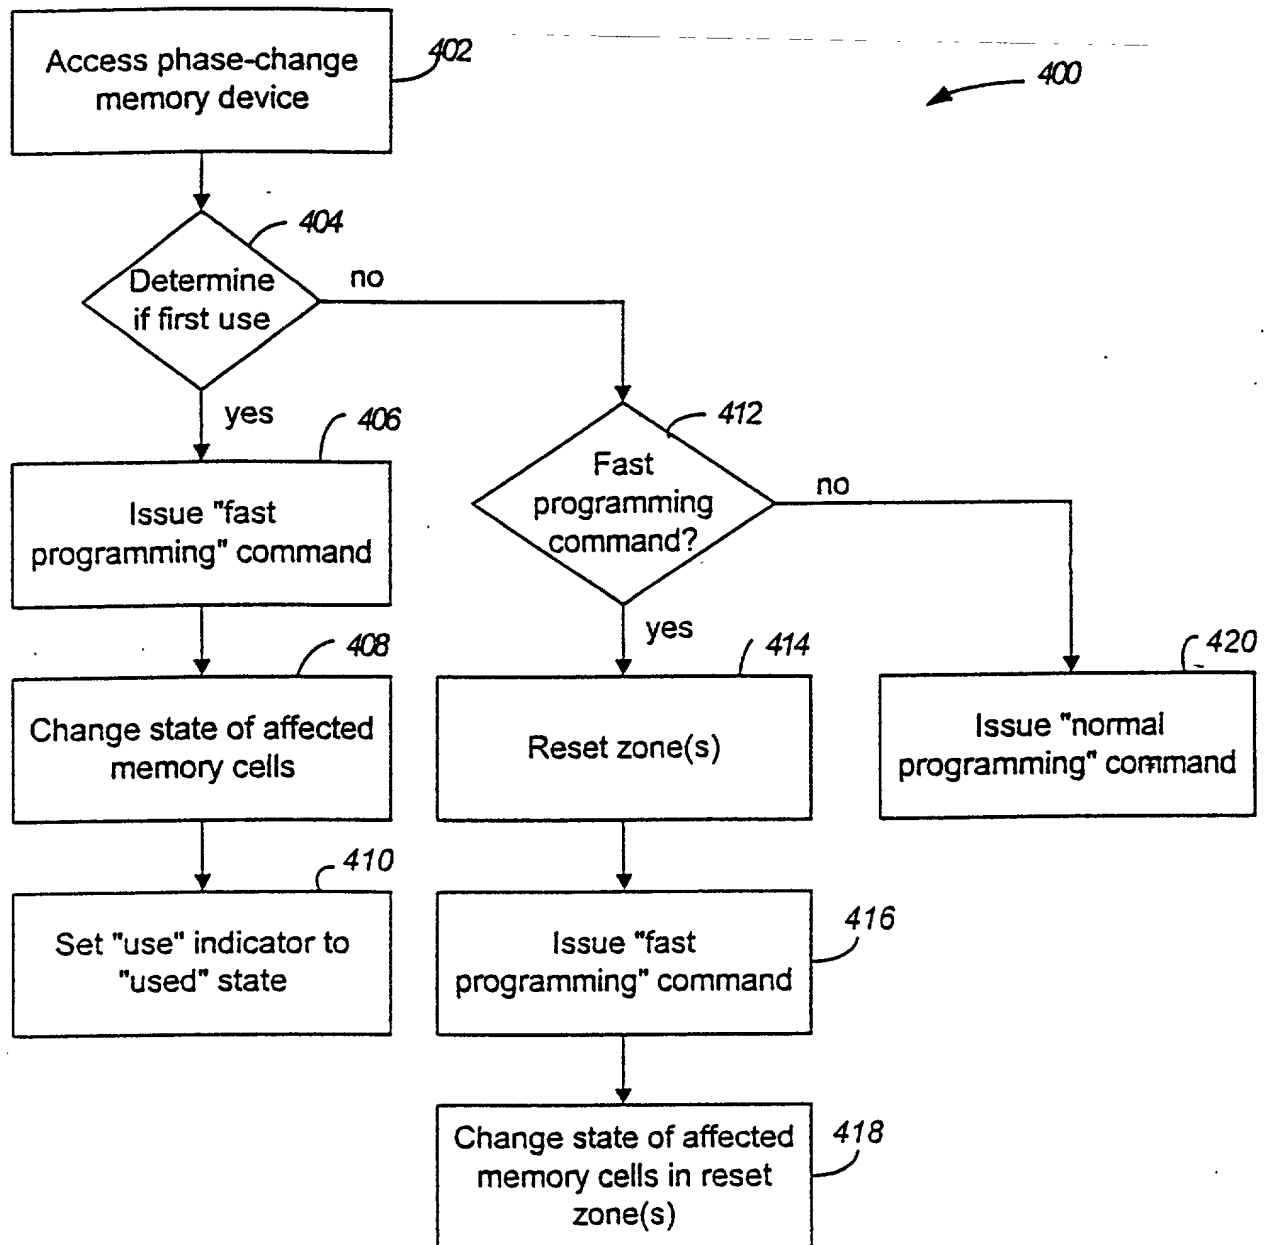 Access phase-change
memory device
402
400
404
Determine
if first use
no
yes
406
Issue "fast
programming" command
408
Change state of affected
memory cells
410
Set "use" indicator to
"used" state
412
Fast
programming
command?
no
yes
414
Reset zone(s)
416
Issue "fast
programming" command
418
Change state of affected
memory cells in reset
zone(s)
420
Issue "normal
programming" command